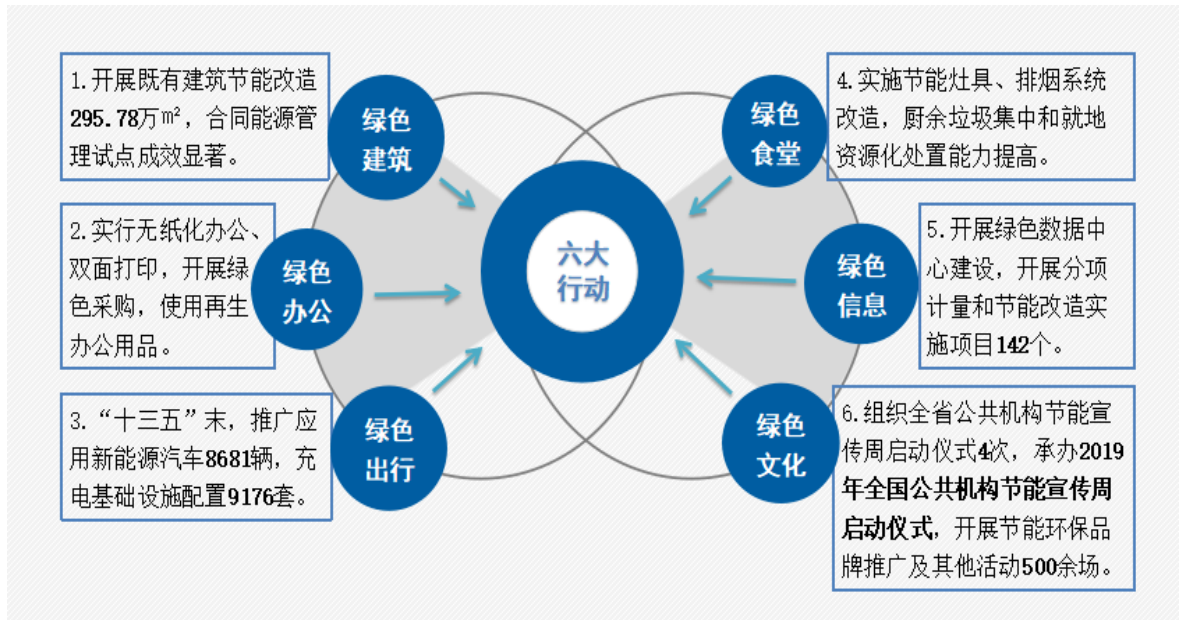 1.开展既有建筑节能改造
295.78万㎡，合同能源管
理试点成效显著。
绿色
建筑
2.实行无纸化办公、
双面打印，开展绿
色采购，使用再生
办公用品。
绿色
办公
3.“十三五”末，推广应
用新能源汽车8681辆，充
电基础设施配置9176套。
绿色
出行
六大
行动
绿色
食堂
4.实施节能灶具、排烟系统
改造，厨余垃圾集中和就地
资源化处置能力提高。
绿色
信息
5.开展绿色数据中
心建设，开展分项
计量和节能改造实
施项目142个。
绿色
文化
6.组织全省公共机构节能宣
传周启动仪式4次，承办2019
年全国公共机构节能宣传周
启动仪式，开展节能环保品
牌推广及其他活动500余场。